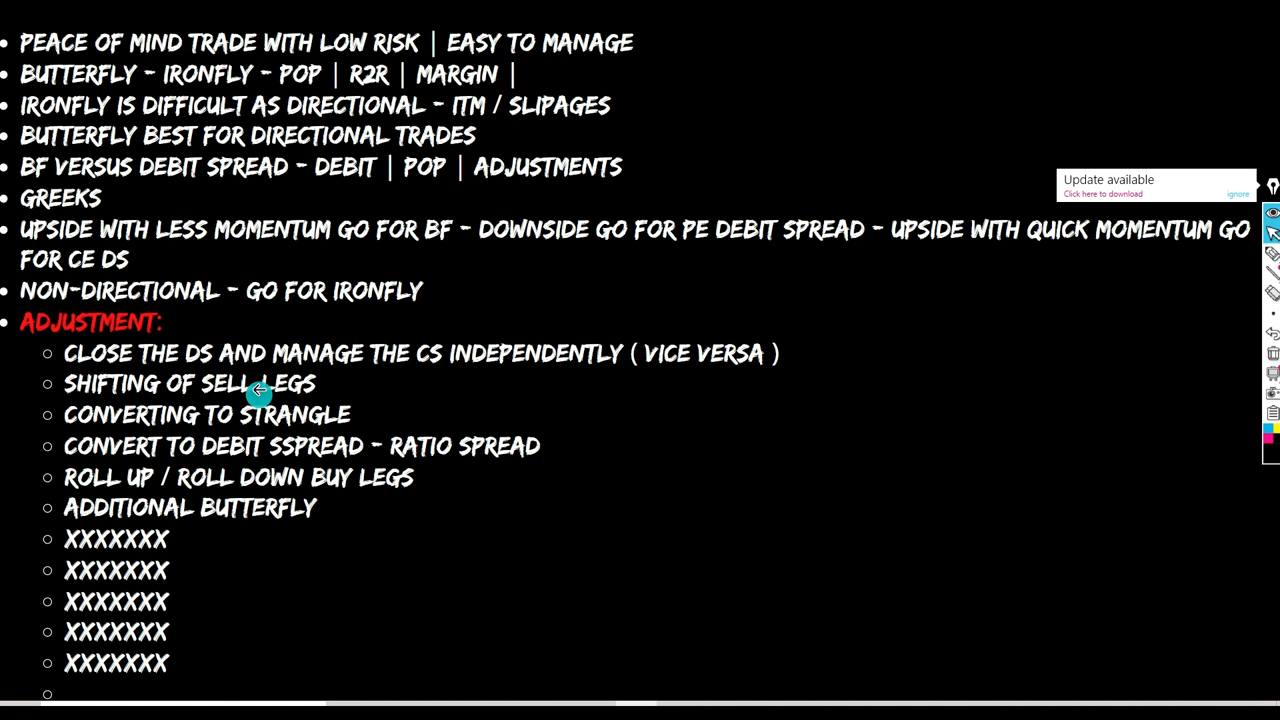 PEACE OF MIND TRADE WITH LOW RISK | EASY TO MANAGE
BUTTERFLY - IRONFLY - POP | R2R | MARGIN |
IRONFLY IS DIFFICULT AS DIRECTIONAL - ITM / SLIPAGES
BUTTERFLY BEST FOR DIRECTIONAL TRADES
BF VERSUS DEBIT SPREAD - DEBIT | POP | ADJUSTMENTS
Update available
Click here to download ignore
GREEKS
UPSIDE WITH LESS MOMENTUM GO FOR BF - DOWNSIDE GO FOR PE DEBIT SPREAD - UPSIDE WITH QUICK MOMENTUM GO
FOR CE DS
NON-DIRECTIONAL - GO FOR IRONFLY
ADJUSTMENT:
CLOSE THE DS AND MANAGE THE CS INDEPENDENTLY ( VICE VERSA )
SHIFTING OF SELL LEGS
CONVERTING TO STRANGLE
CONVERT TO DEBIT SSPREAD - RATIO SPREAD
ROLL UP / ROLL DOWN BUY LEGS
ADDITIONAL BUTTERFLY
XXXXXXX
XXXXXXX
XXXXXXX
XXXXXXX
XXXXXXX